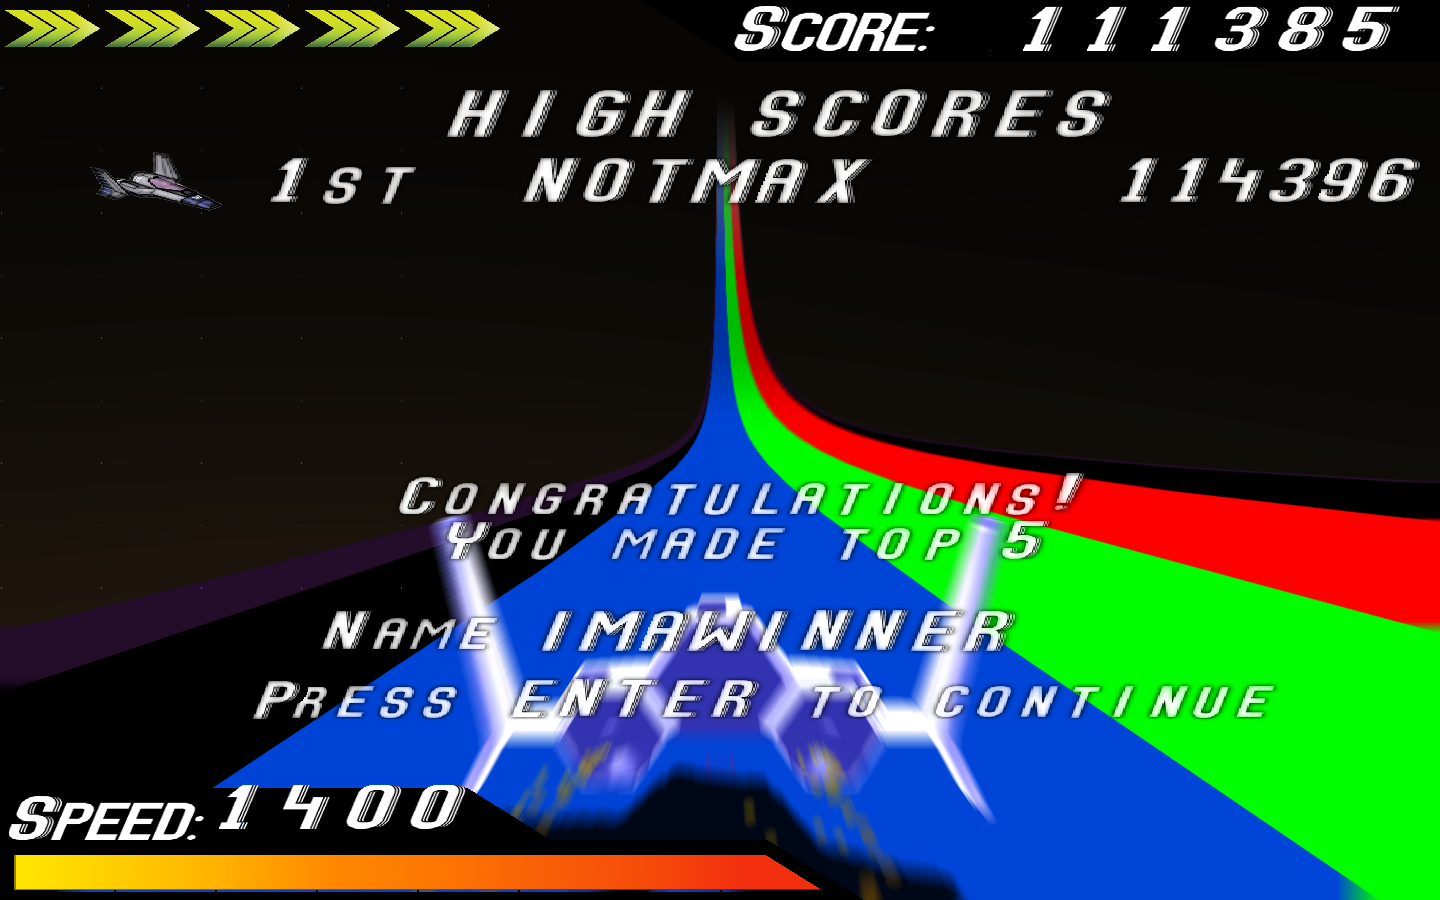 SCORE: 111385
HIGH SCORES
1ST NOTMAX 114396
CONGRATULATIONS!
YOU MADE TOP 5
NAME IMAWINNER
PRESS ENTER TO CONTINUE
SPEED: 1400